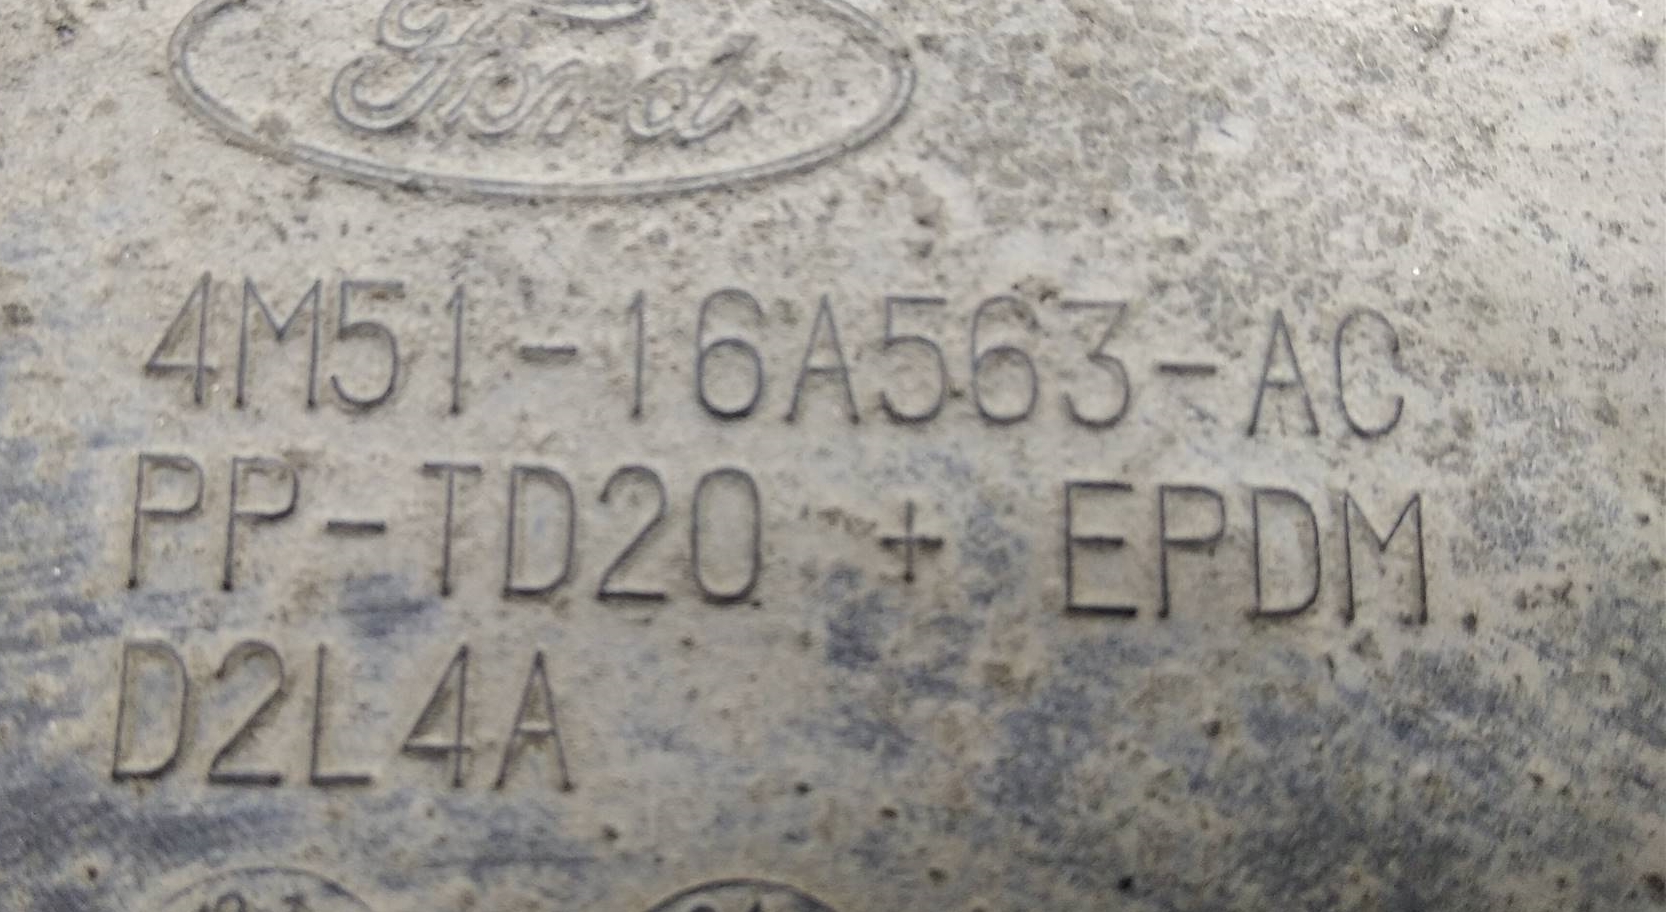 Ford
4M51-16A563-AC
PP-TD20 + EPDM
D2L4A